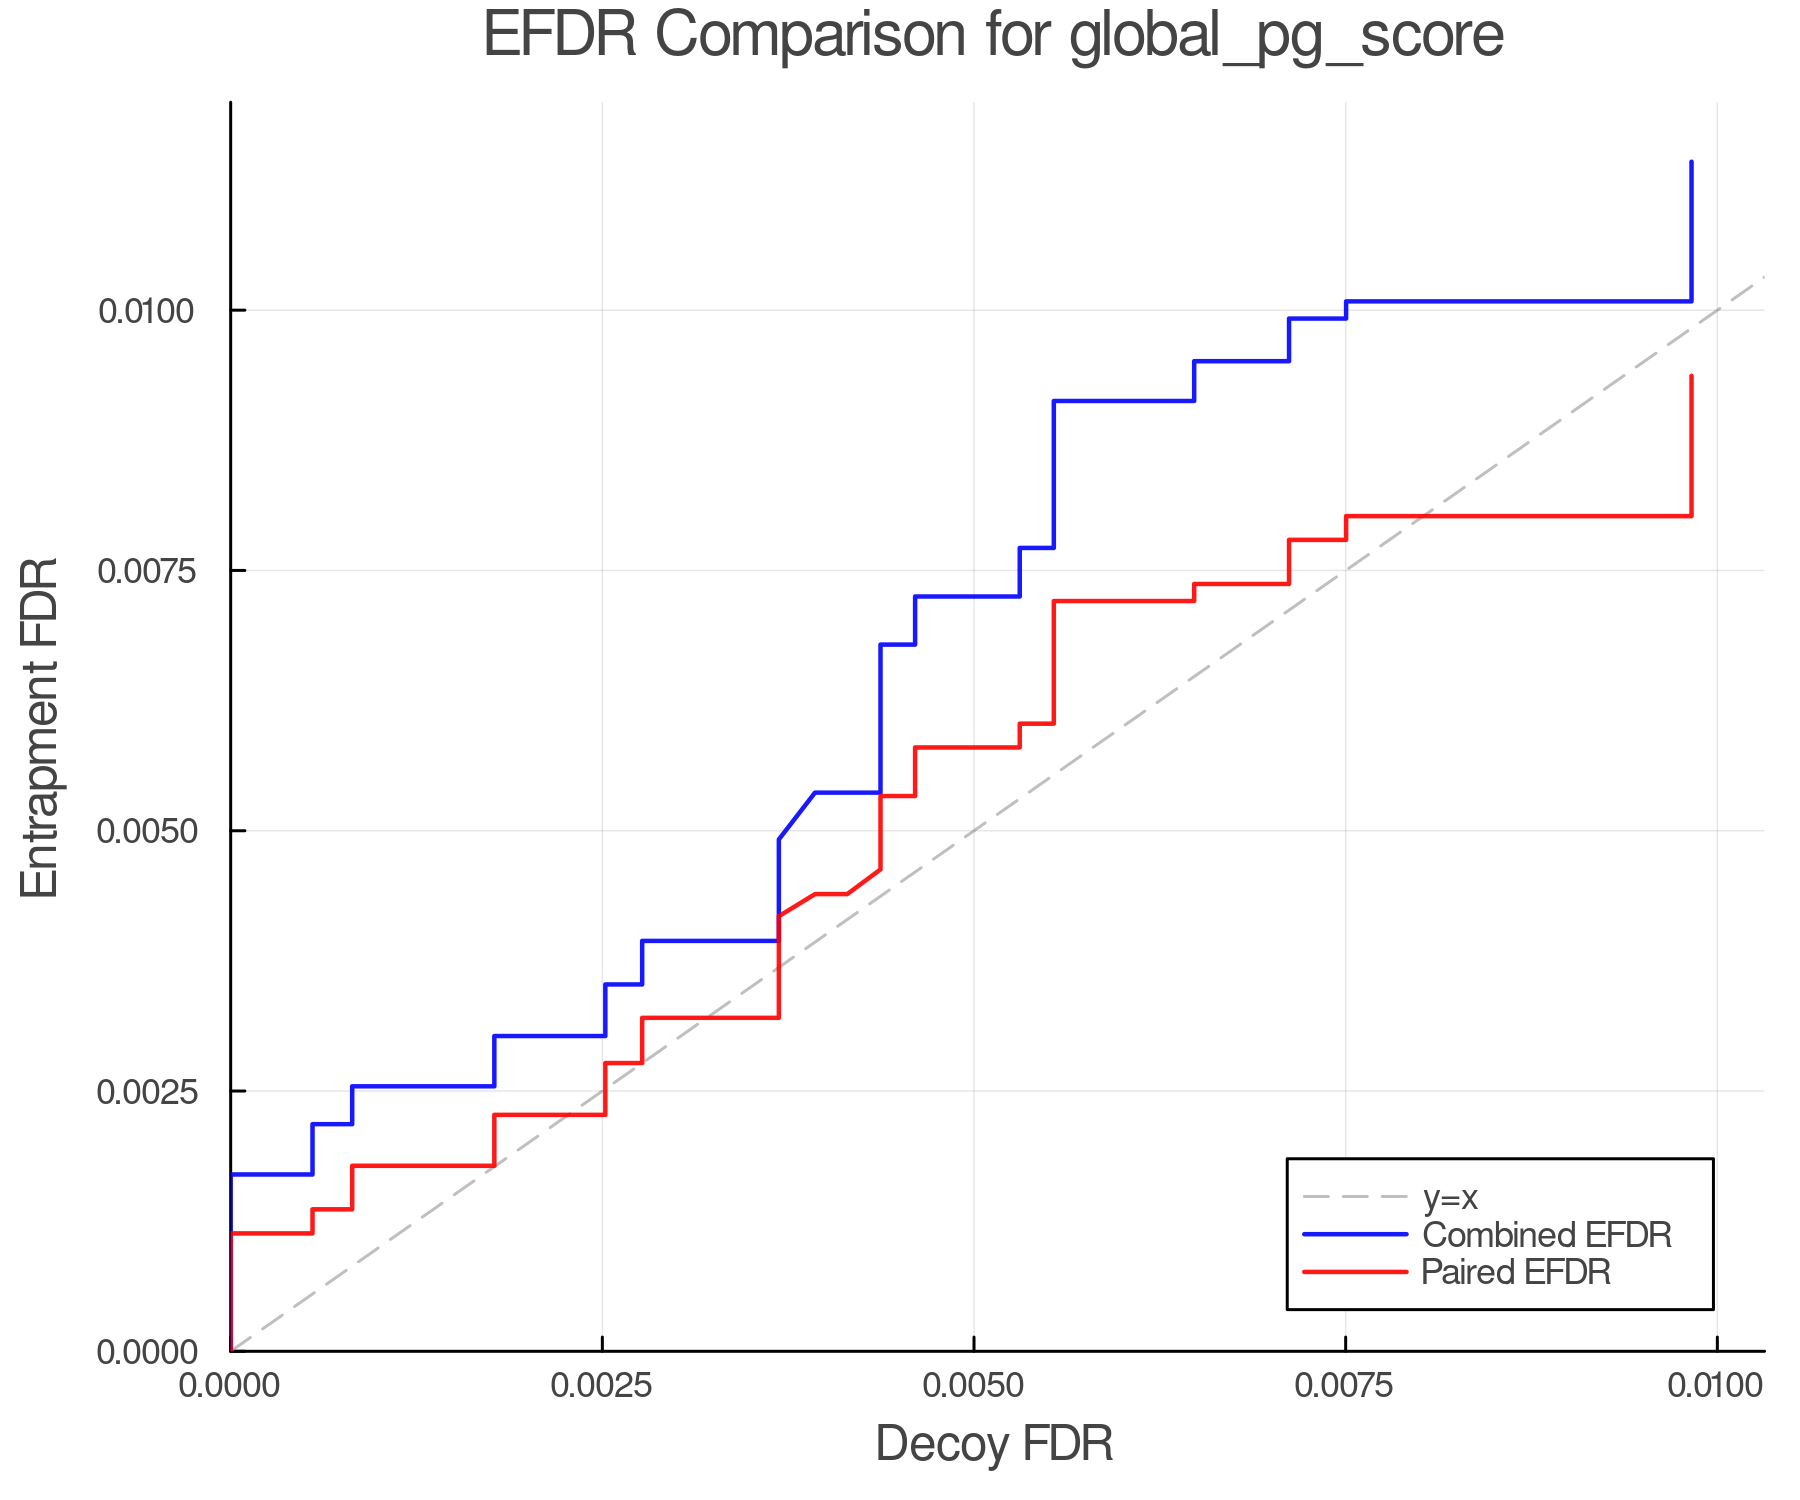 EFDR Comparison for global_pg_score
Entrapment FDR
0.0100
0.0075
0.0050
0.0025
0.0000
0.0000 0.0025 0.0050 0.0075 0.0100
Decoy FDR
y=x
Combined EFDR
Paired EFDR